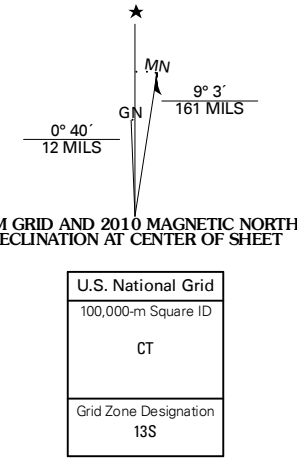 MN
GN
9° 3´
161 MILS
0° 40´
12 MILS
M GRID AND 2010 MAGNETIC NORTH
ECLINATION AT CENTER OF SHEET
U.S. National Grid
100,000-m Square ID
CT
Grid Zone Designation
13S